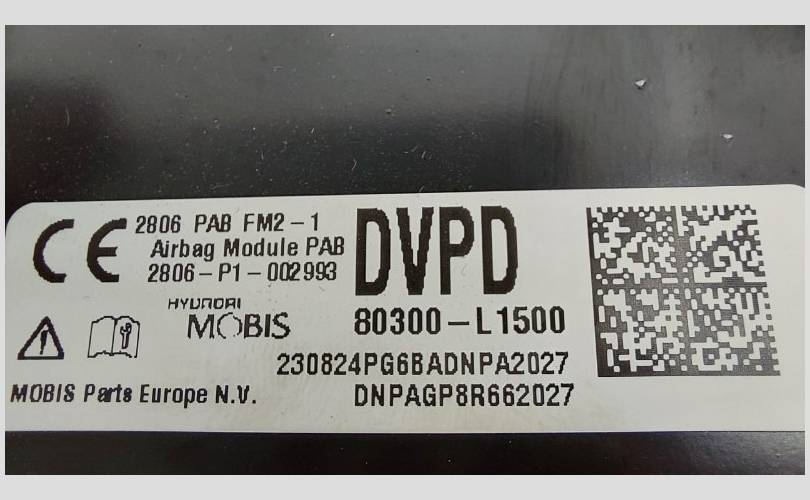 CE
2806 PAB FM2-1
Airbag Module PAB
2806-P1-002993
DVPD
HYUNDAI
MOBIS
80300-L1500
230824PG6BADNPA2027
MOBIS Parts Europe N.V.
DNPAGP8R662027